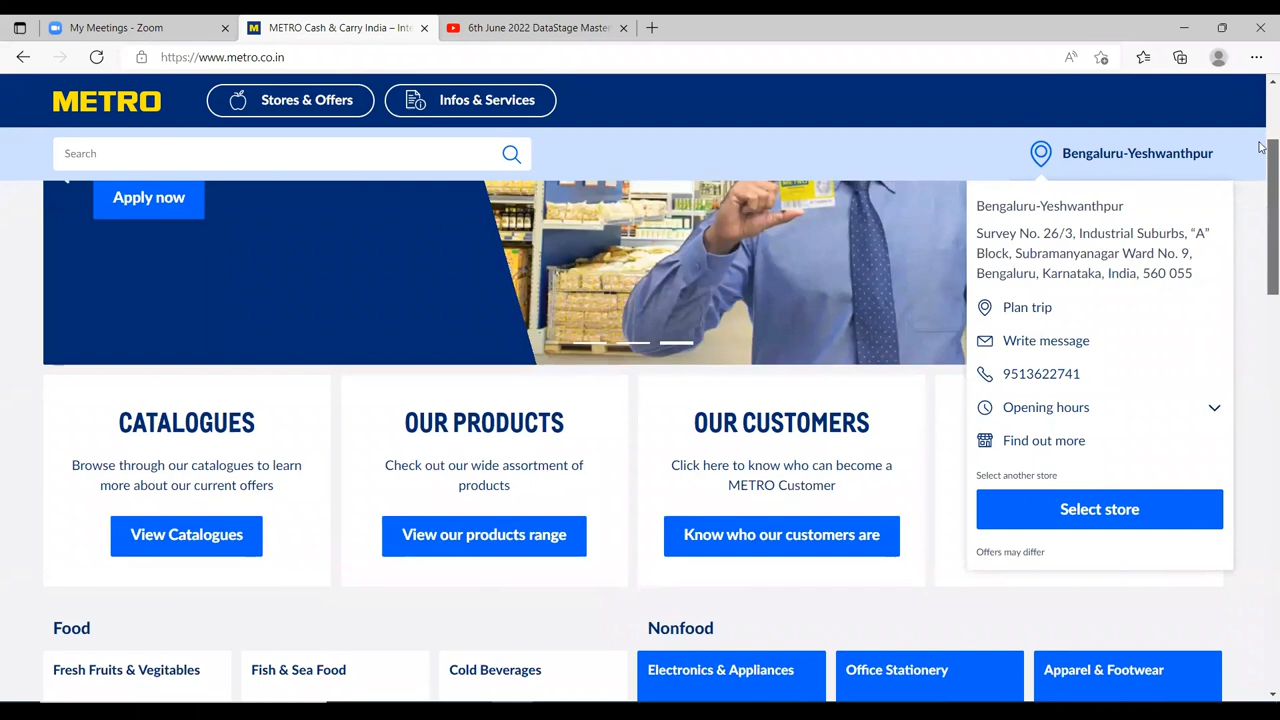 My Meetings - Zoom
METRO Cash & Carry India – Inte
6th June 2022 DataStage Master
https://www.metro.co.in
METRO
Stores & Offers
Infos & Services
Search
Bengaluru-Yeshwanthpur
Apply now
Bengaluru-Yeshwanthpur
Survey No. 26/3, Industrial Suburbs, “A”
Block, Subramanyanagar Ward No. 9,
Bengaluru, Karnataka, India, 560 055
Plan trip
Write message
9513622741
Opening hours
Find out more
Select another store
Select store
Offers may differ
CATALOGUES
Browse through our catalogues to learn
more about our current offers
View Catalogues
OUR PRODUCTS
Check out our wide assortment of
products
View our products range
OUR CUSTOMERS
Click here to know who can become a
METRO Customer
Know who our customers are
Food
Nonfood
Fresh Fruits & Vegitables
Fish & Sea Food
Cold Beverages
Electronics & Appliances
Office Stationery
Apparel & Footwear